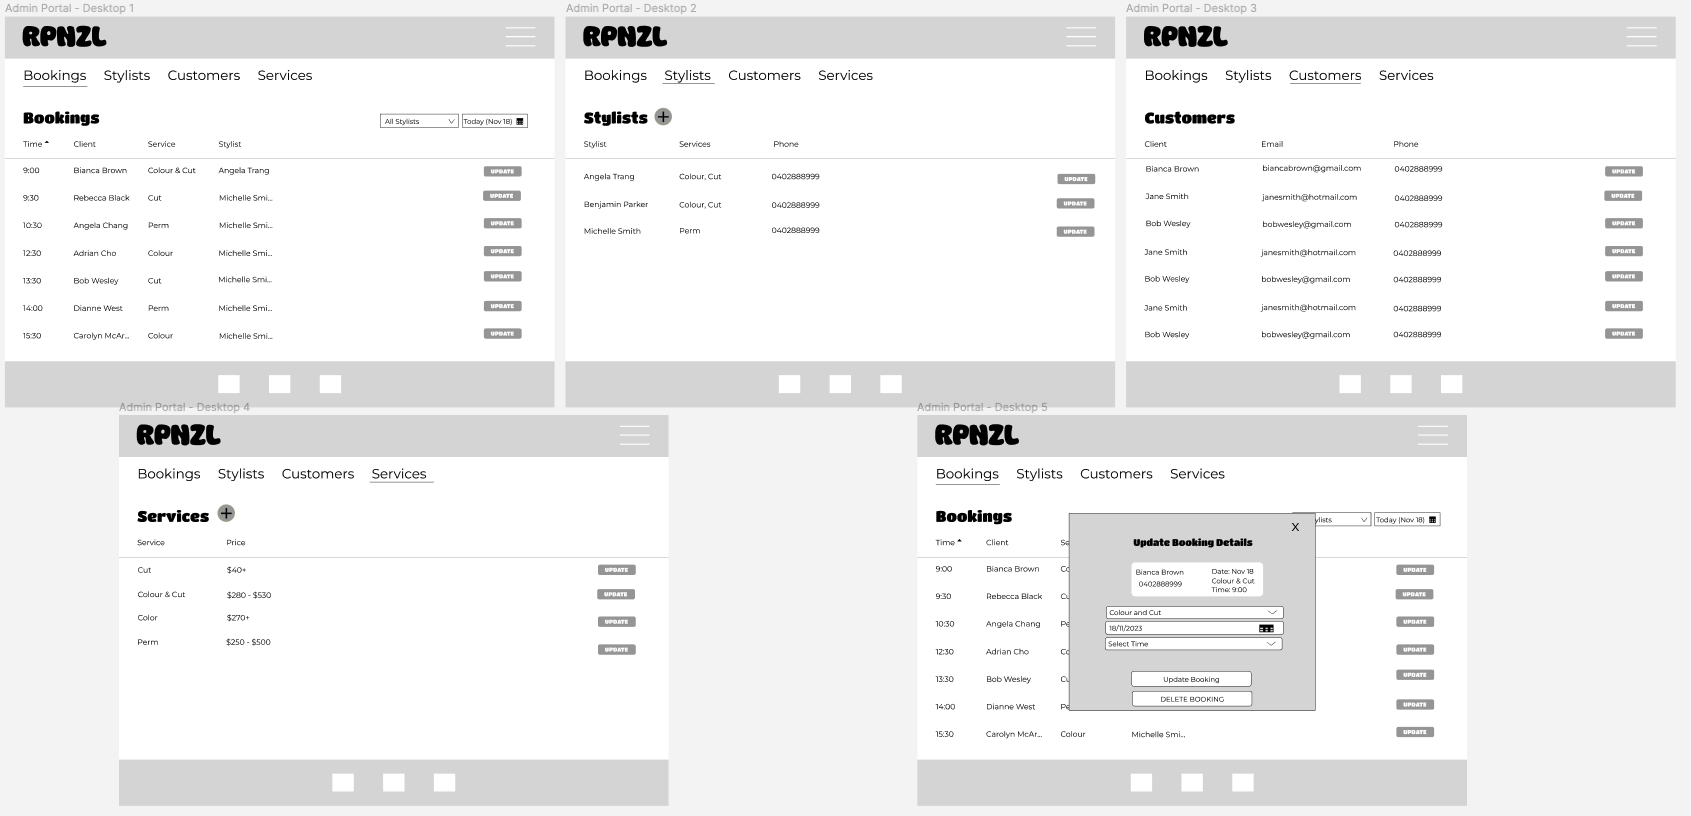 Admin Portal - Desktop 1
RPNZL
Bookings Stylists Customers Services
Bookings
All Stylists Today (Nov 18)
Time Client Service Stylist
9:00 Bianca Brown Colour & Cut Angela Trang UPDATE
9:30 Rebecca Black Cut Michelle Smi... UPDATE
10:30 Angela Chang Perm Michelle Smi... UPDATE
12:30 Adrian Cho Colour Michelle Smi... UPDATE
13:30 Bob Wesley Cut Michelle Smi... UPDATE
14:00 Dianne West Perm Michelle Smi... UPDATE
15:30 Carolyn McAr... Colour Michelle Smi... UPDATE
Admin Portal - Desktop 2
RPNZL
Bookings Stylists Customers Services
Stylists +
Stylist Services Phone
Angela Trang Colour, Cut 0402888999 UPDATE
Benjamin Parker Colour, Cut 0402888999 UPDATE
Michelle Smith Perm 0402888999 UPDATE
Admin Portal - Desktop 3
RPNZL
Bookings Stylists Customers Services
Customers
Client Email Phone
Bianca Brown biancabrown@gmail.com 0402888999 UPDATE
Jane Smith janesmith@hotmail.com 0402888999 UPDATE
Bob Wesley bobwesley@gmail.com 0402888999 UPDATE
Jane Smith janesmith@hotmail.com 0402888999 UPDATE
Bob Wesley bobwesley@gmail.com 0402888999 UPDATE
Jane Smith janesmith@hotmail.com 0402888999 UPDATE
Bob Wesley bobwesley@gmail.com 0402888999 UPDATE
Admin Portal - Desktop 4
RPNZL
Bookings Stylists Customers Services
Services +
Service Price
Cut $40+ UPDATE
Colour & Cut $280 - $530 UPDATE
Color $270+ UPDATE
Perm $250 - $500 UPDATE
Admin Portal - Desktop 5
RPNZL
Bookings Stylists Customers Services
Bookings
ylists Today (Nov 18)
Time Client Se
9:00 Bianca Brown Co UPDATE
9:30 Rebecca Black Cu UPDATE
10:30 Angela Chang Pe UPDATE
12:30 Adrian Cho Co UPDATE
13:30 Bob Wesley Cu UPDATE
14:00 Dianne West Pe UPDATE
15:30 Carolyn McAr... Colour Michelle Smi... UPDATE
X
Update Booking Details
Bianca Brown
0402888999
Date: Nov 18
Colour & Cut
Time: 9:00
Colour and Cut
18/11/2023
Select Time
Update Booking
DELETE BOOKING